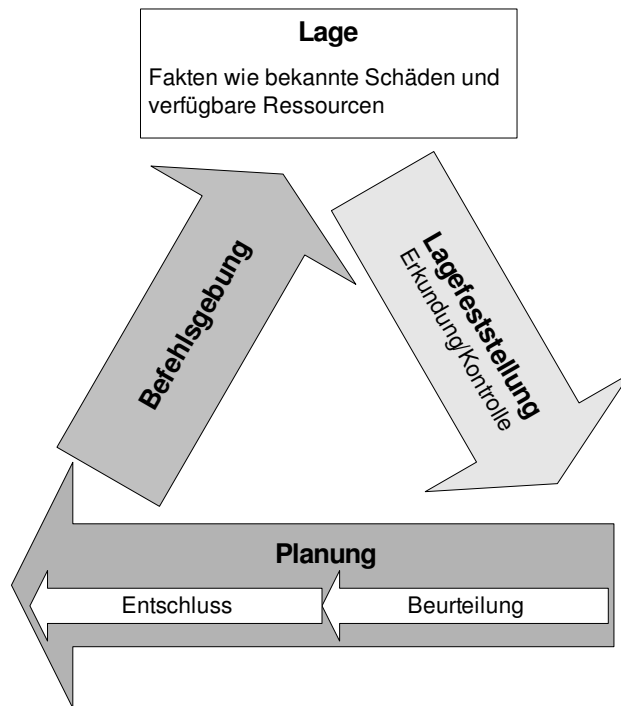 Lage
Fakten wie bekannte Schäden und
verfügbare Ressourcen
Lagefeststellung
Erkundung/Kontrolle
Planung
Beurteilung
Entschluss
Befehlsgebung